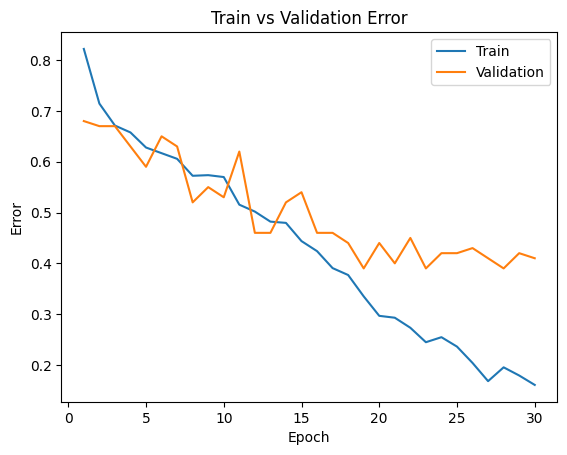 Train vs Validation Error
Train
Validation
Error
0.8
0.7
0.6
0.5
0.4
0.3
0.2
0 5 10 15 20 25 30
Epoch